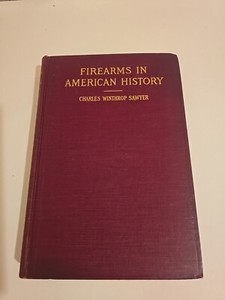 FIREARMS IN
AMERICAN HISTORY
CHARLES WINTHROP SAWYER